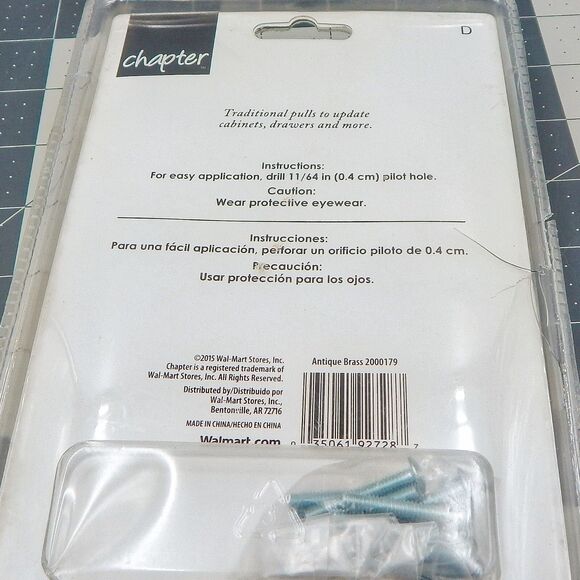 chapter
D
Traditional pulls to update
cabinets, drawers and more.
Instructions:
For easy application, drill 11/64 in (0.4 cm) pilot hole.
Caution:
Wear protective eyewear.
Instrucciones:
Para una fácil aplicación, perforar un orificio piloto de 0.4 cm.
Precaución:
Usar protección para los ojos.
©2015 Wal-Mart Stores, Inc.
Chapter is a registered trademark of
Wal-Mart Stores, Inc. All Rights Reserved.
Distributed by/Distribuido por
Wal-Mart Stores, Inc.,
Bentonville, AR 72716
MADE IN CHINA/HECHO EN CHINA
Walmart.com
Antique Brass 2000179
0 35061 92728 7